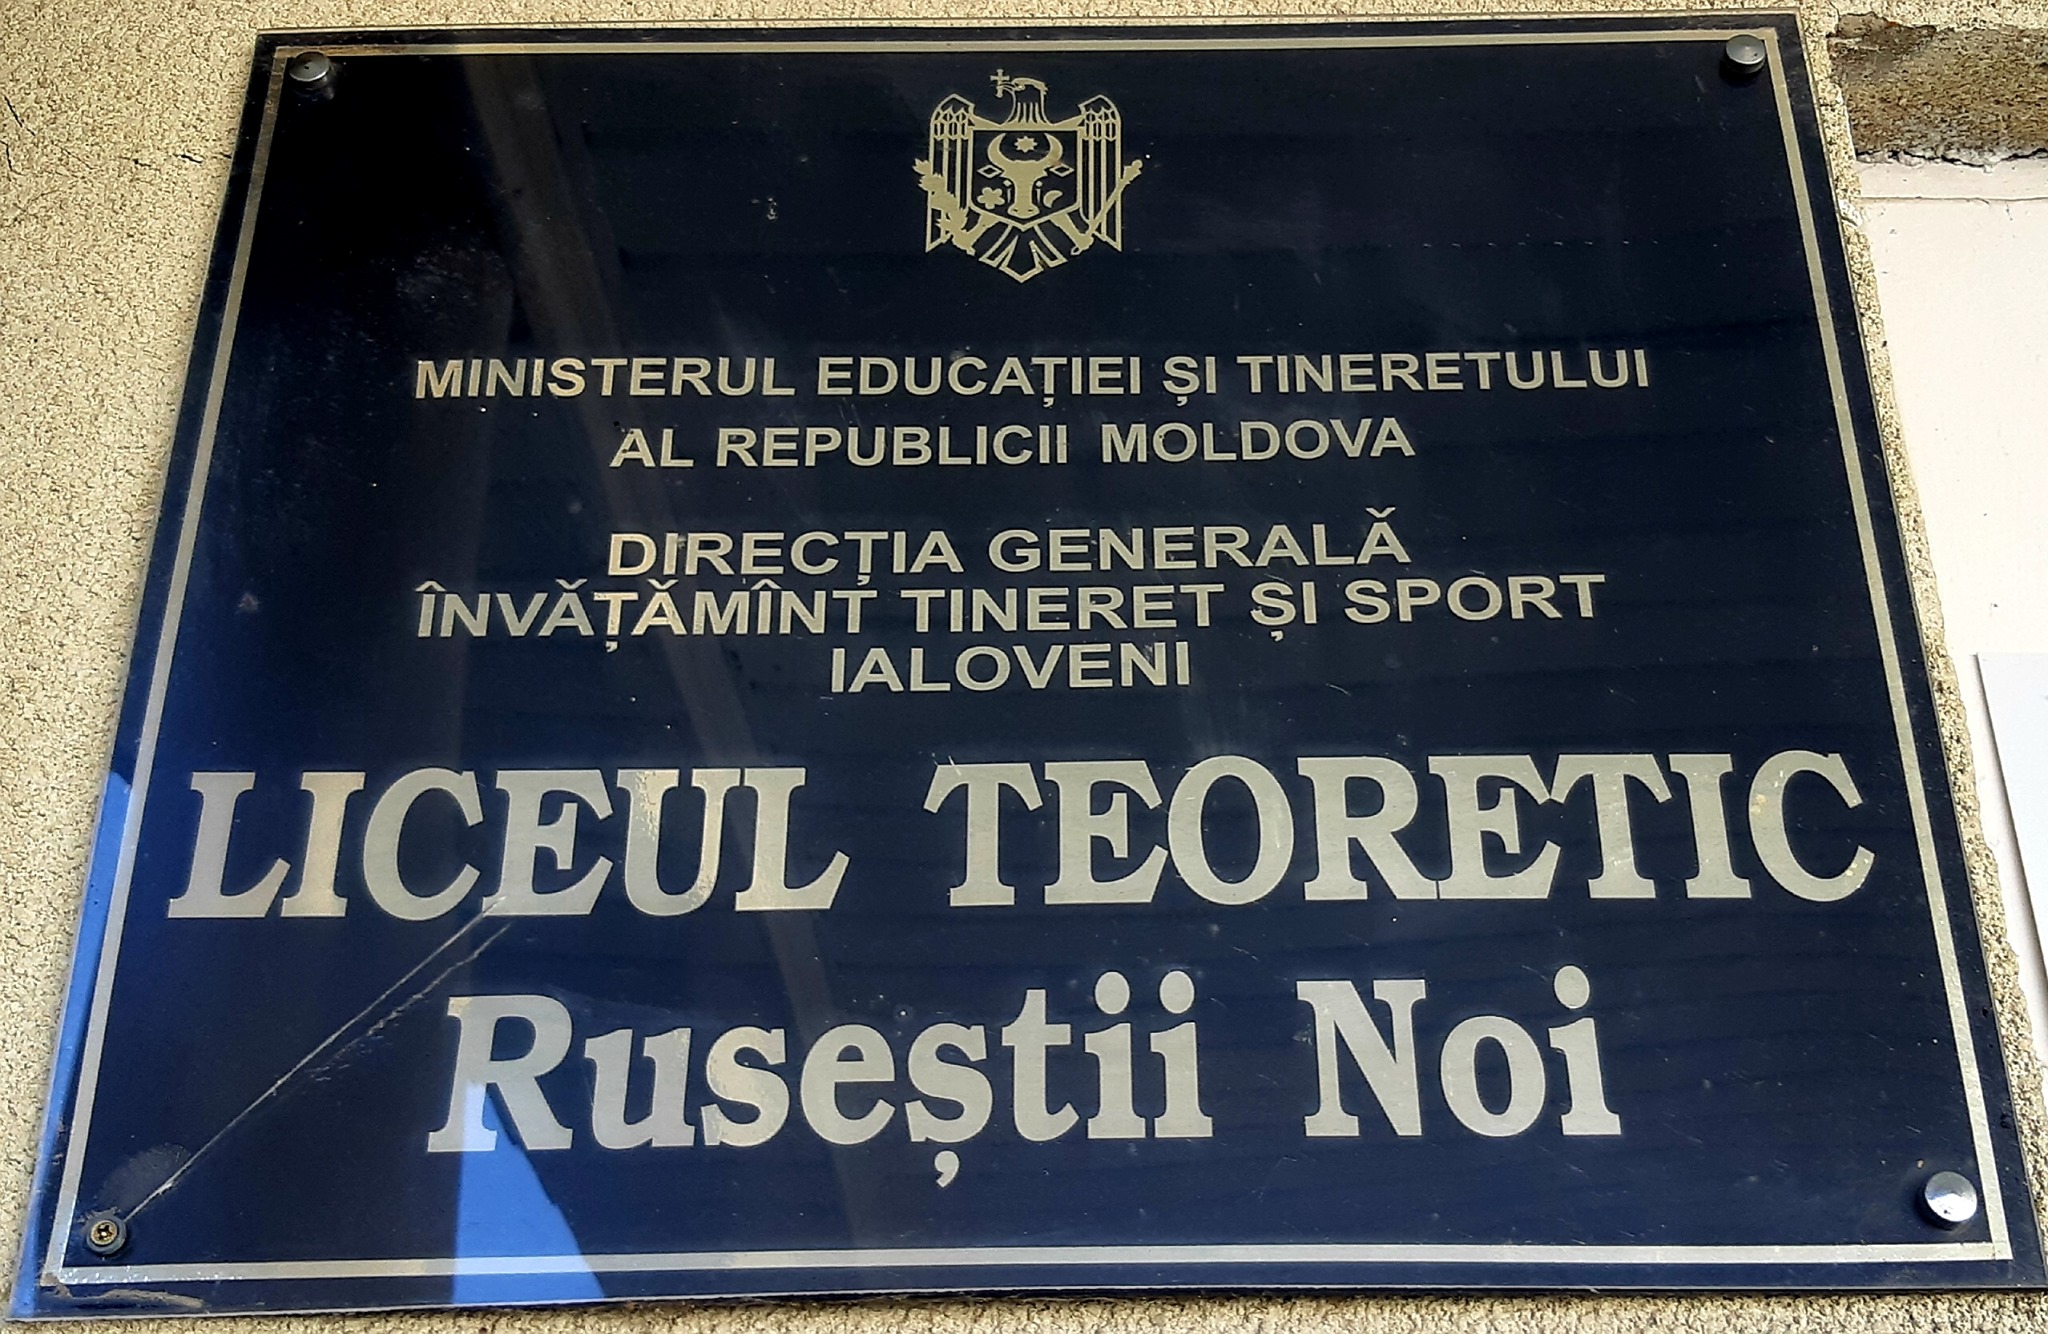 MINISTERUL EDUCAȚIEI ȘI TINERETULUI
AL REPUBLICII MOLDOVA
DIRECȚIA GENERALĂ
ÎNVĂȚĂMÎNT TINERET ȘI SPORT
IALOVENI
LICEUL TEORETIC
Ruseștii Noi